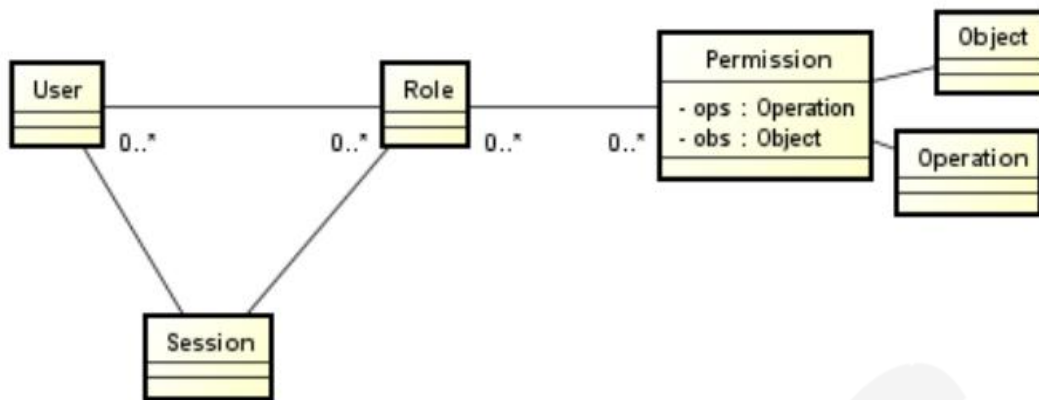 User
0..*
Role
0..*
0..*
Permission
- ops : Operation
- obs : Object
0..*
Object
Operation
Session